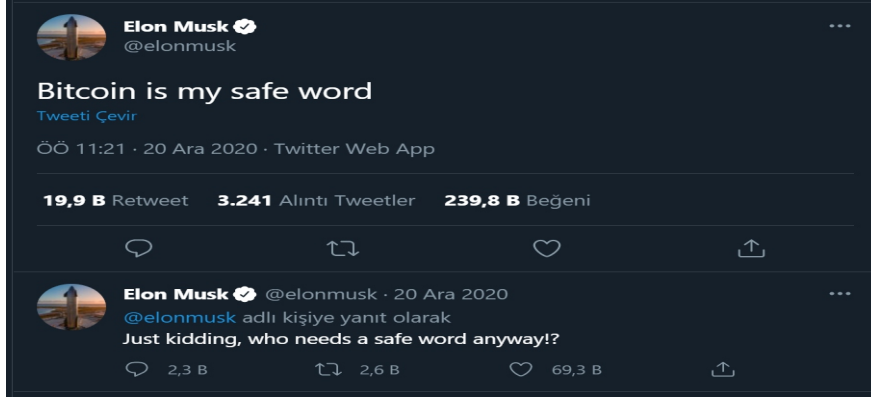 Elon Musk
@elonmusk
Bitcoin is my safe word
Tweeti Çevir
ÖÖ 11:21 · 20 Ara 2020 · Twitter Web App
19,9 B Retweet 3.241 Alıntı Tweetler 239,8 B Beğeni
Elon Musk @elonmusk · 20 Ara 2020
@elonmusk adlı kişiye yanıt olarak
Just kidding, who needs a safe word anyway!?
2,3 B 2,6 B 69,3 B